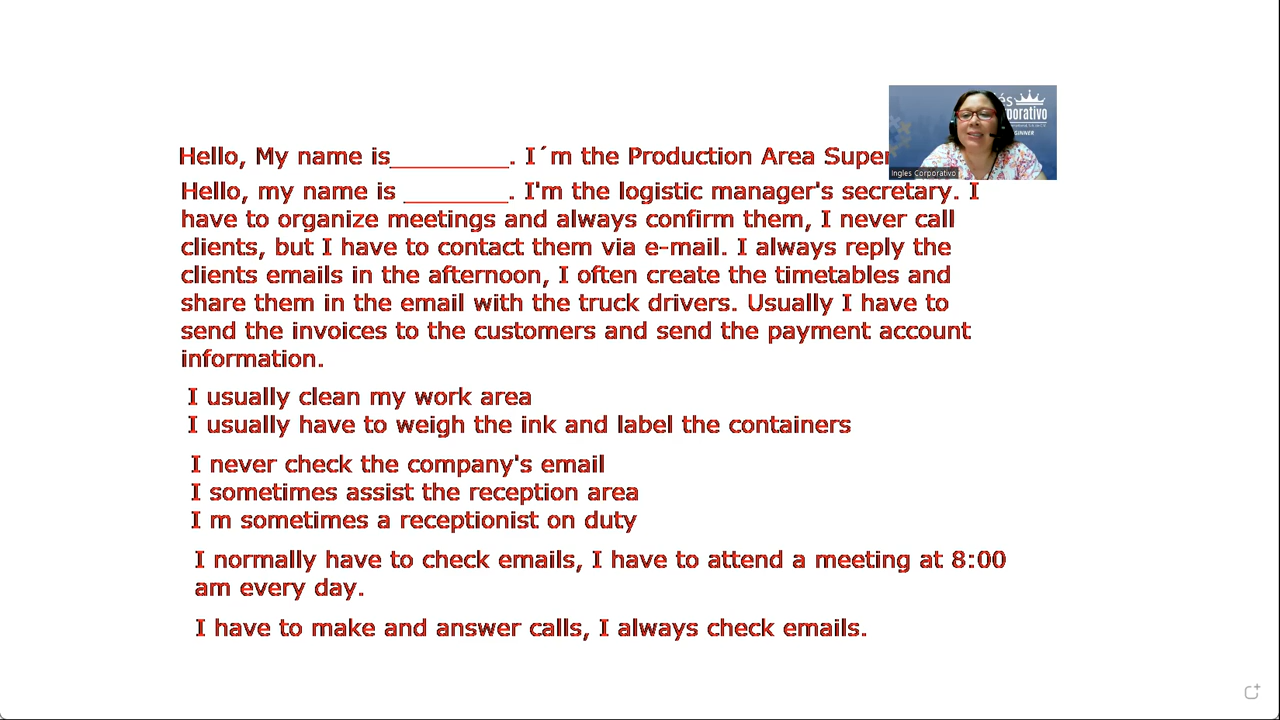 Hello, My name is_________. I´m the Production Area
Hello, my name is ________. I'm the logistic manager's secretary. I
have to organize meetings and always confirm them, I never call
clients, but I have to contact them via e-mail. I always reply the
clients emails in the afternoon, I often create the timetables and
share them in the email with the truck drivers. Usually I have to
send the invoices to the customers and send the payment account
information.
I usually clean my work area
I usually have to weigh the ink and label the containers
I never check the company's email
I sometimes assist the reception area
I m sometimes a receptionist on duty
I normally have to check emails, I have to attend a meeting at 8:00
am every day.
I have to make and answer calls, I always check emails.
Ingles Corporativo